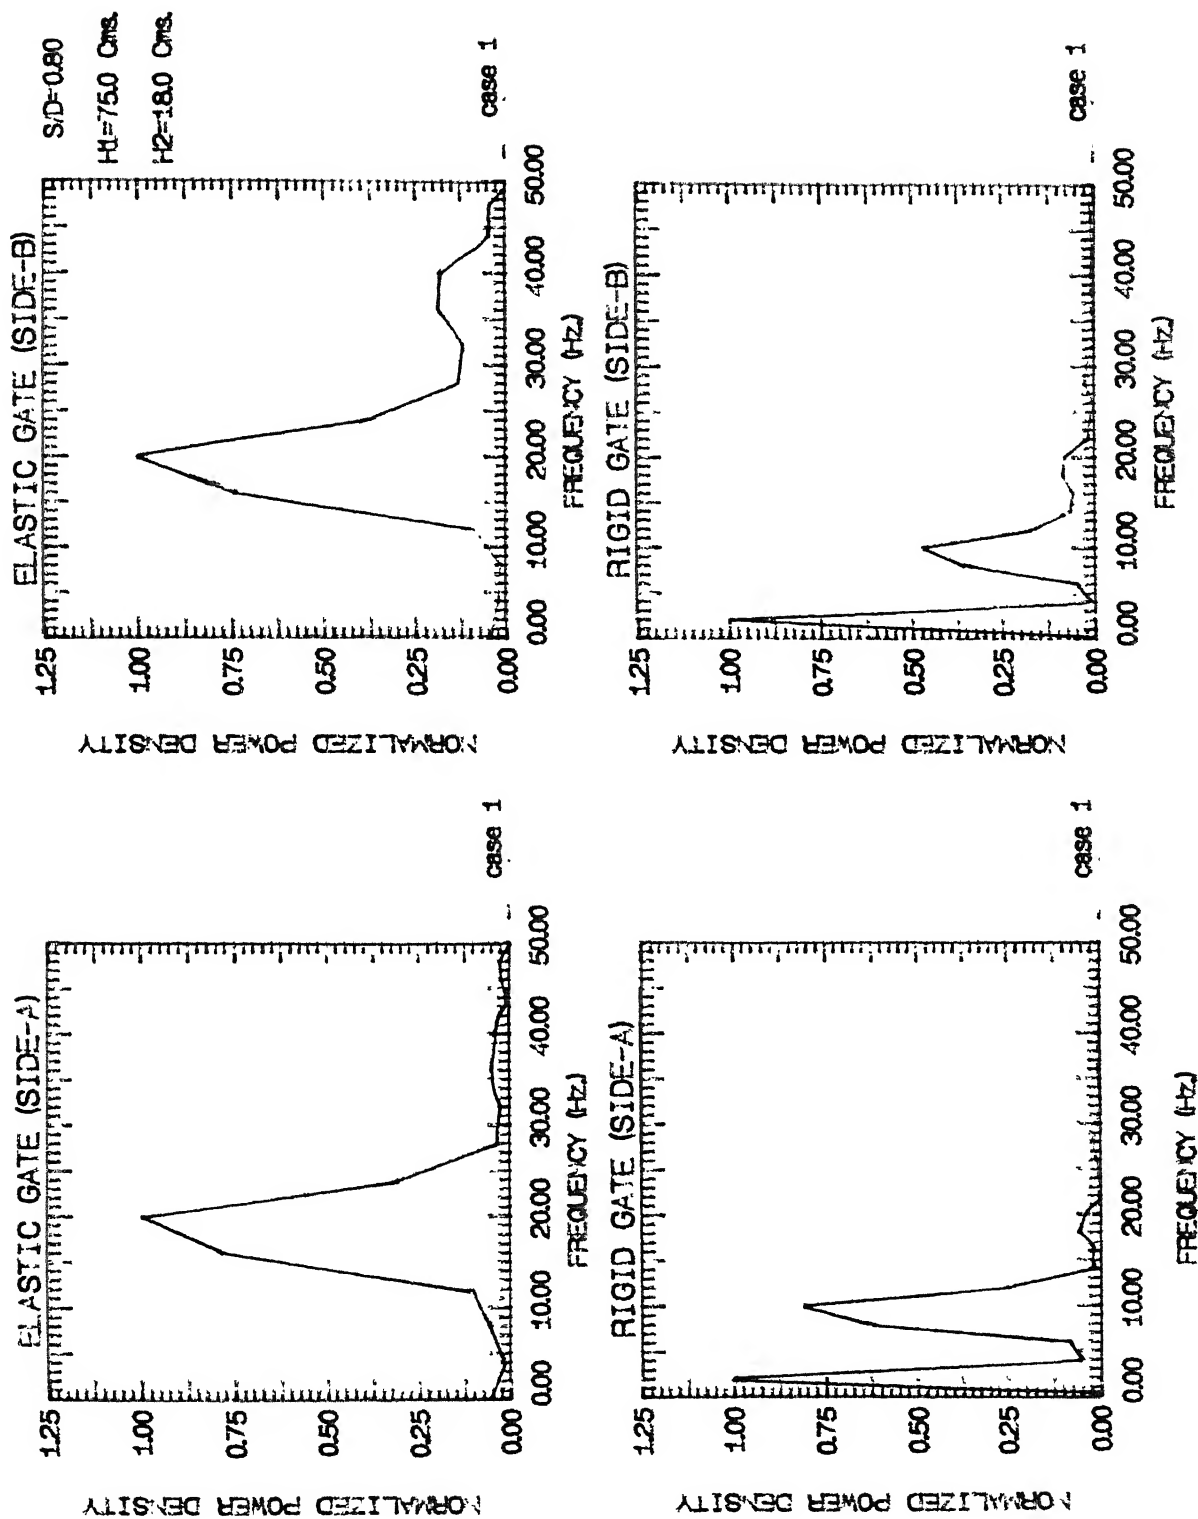 ELASTIC GATE (SIDE-A)
NORMALIZED POWER DENSITY
1.25
1.00
0.75
0.50
0.25
0.00
0.00 10.00 20.00 30.00 40.00 50.00
FREQUENCY (Hz.)
case 1
ELASTIC GATE (SIDE-B)
S/D=0.80
H1=75.0 Cms.
H2=18.0 Cms.
NORMALIZED POWER DENSITY
1.25
1.00
0.75
0.50
0.25
0.00
0.00 10.00 20.00 30.00 40.00 50.00
FREQUENCY (Hz.)
case 1
RIGID GATE (SIDE-A)
NORMALIZED POWER DENSITY
1.25
1.00
0.75
0.50
0.25
0.00
0.00 10.00 20.00 30.00 40.00 50.00
FREQUENCY (Hz.)
case 1
RIGID GATE (SIDE-B)
NORMALIZED POWER DENSITY
1.25
1.00
0.75
0.50
0.25
0.00
0.00 10.00 20.00 30.00 40.00 50.00
FREQUENCY (Hz.)
case 1